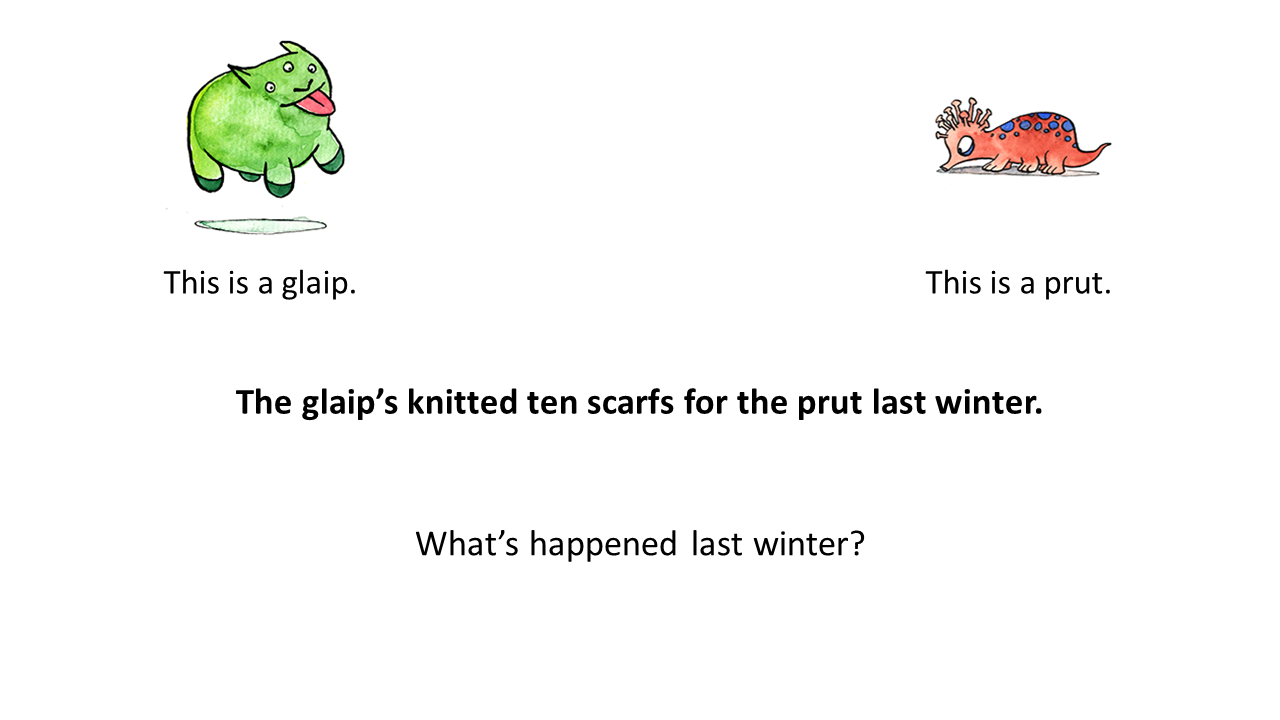 This is a glaip.
This is a prut.
The glaip’s knitted ten scarfs for the prut last winter.
What’s happened last winter?